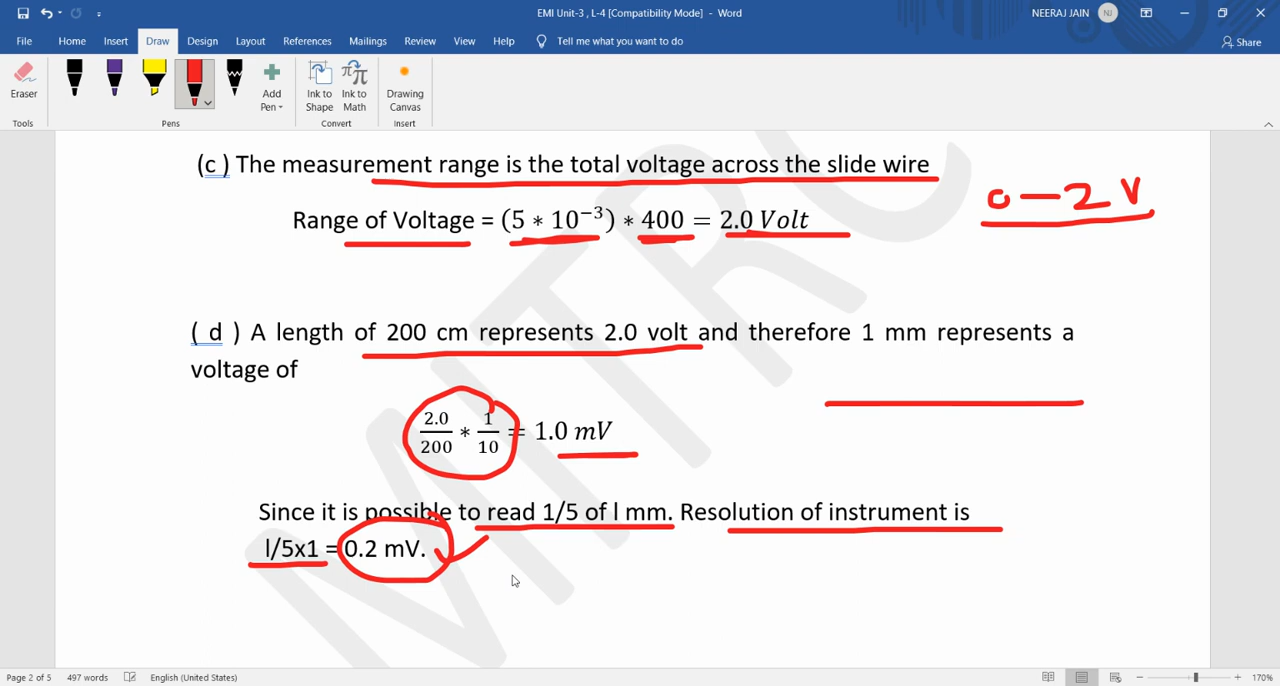 EMI Unit-3 , L-4 [Compatibility Mode] - Word
NEERAJ JAIN
NJ
File Home Insert Draw Design Layout References Mailings Review View Help Tell me what you want to do
Share
Eraser
Add Pen
Ink to Shape
Ink to Math
Drawing Canvas
Tools
Pens
Convert
Insert
(c ) The measurement range is the total voltage across the slide wire
0 — 2 V
Range of Voltage = (5 * 10⁻³) * 400 = 2.0 Volt
( d ) A length of 200 cm represents 2.0 volt and therefore 1 mm represents a
voltage of
2.0/200 * 1/10 = 1.0 mV
Since it is possible to read 1/5 of l mm. Resolution of instrument is
l/5x1 = 0.2 mV.
MTRC
Page 2 of 5 497 words English (United States) 170%